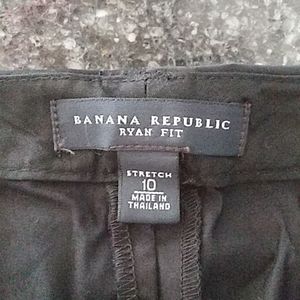 BANANA REPUBLIC
RYAN FIT
STRETCH
10
MADE IN
THAILAND